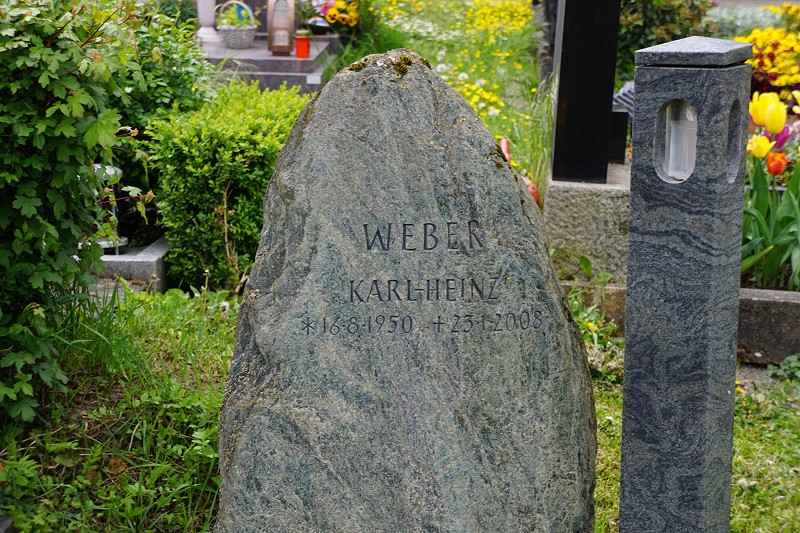 WEBER
KARL-HEINZ
*16·8·1950 +23·1·2008